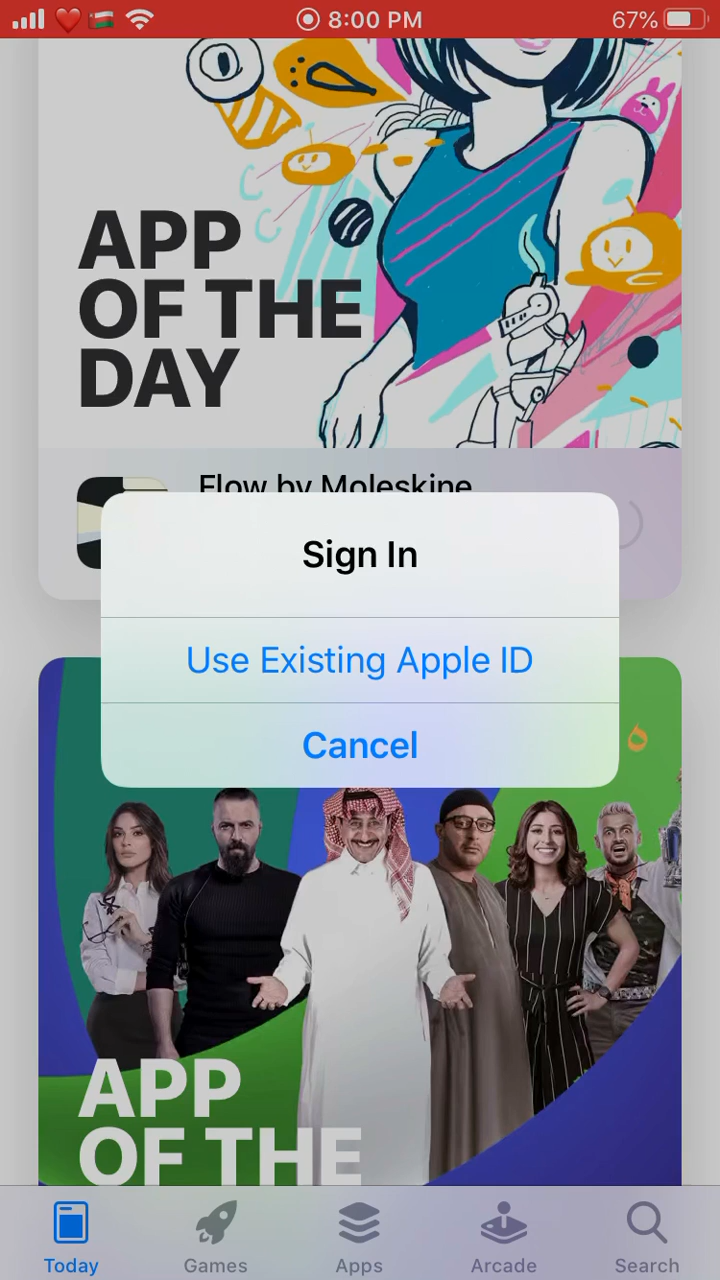 8:00 PM
67%
APP
OF THE
DAY
Flow by Moleskine
Sign In
Use Existing Apple ID
Cancel
APP
OF THE
Today
Games
Apps
Arcade
Search